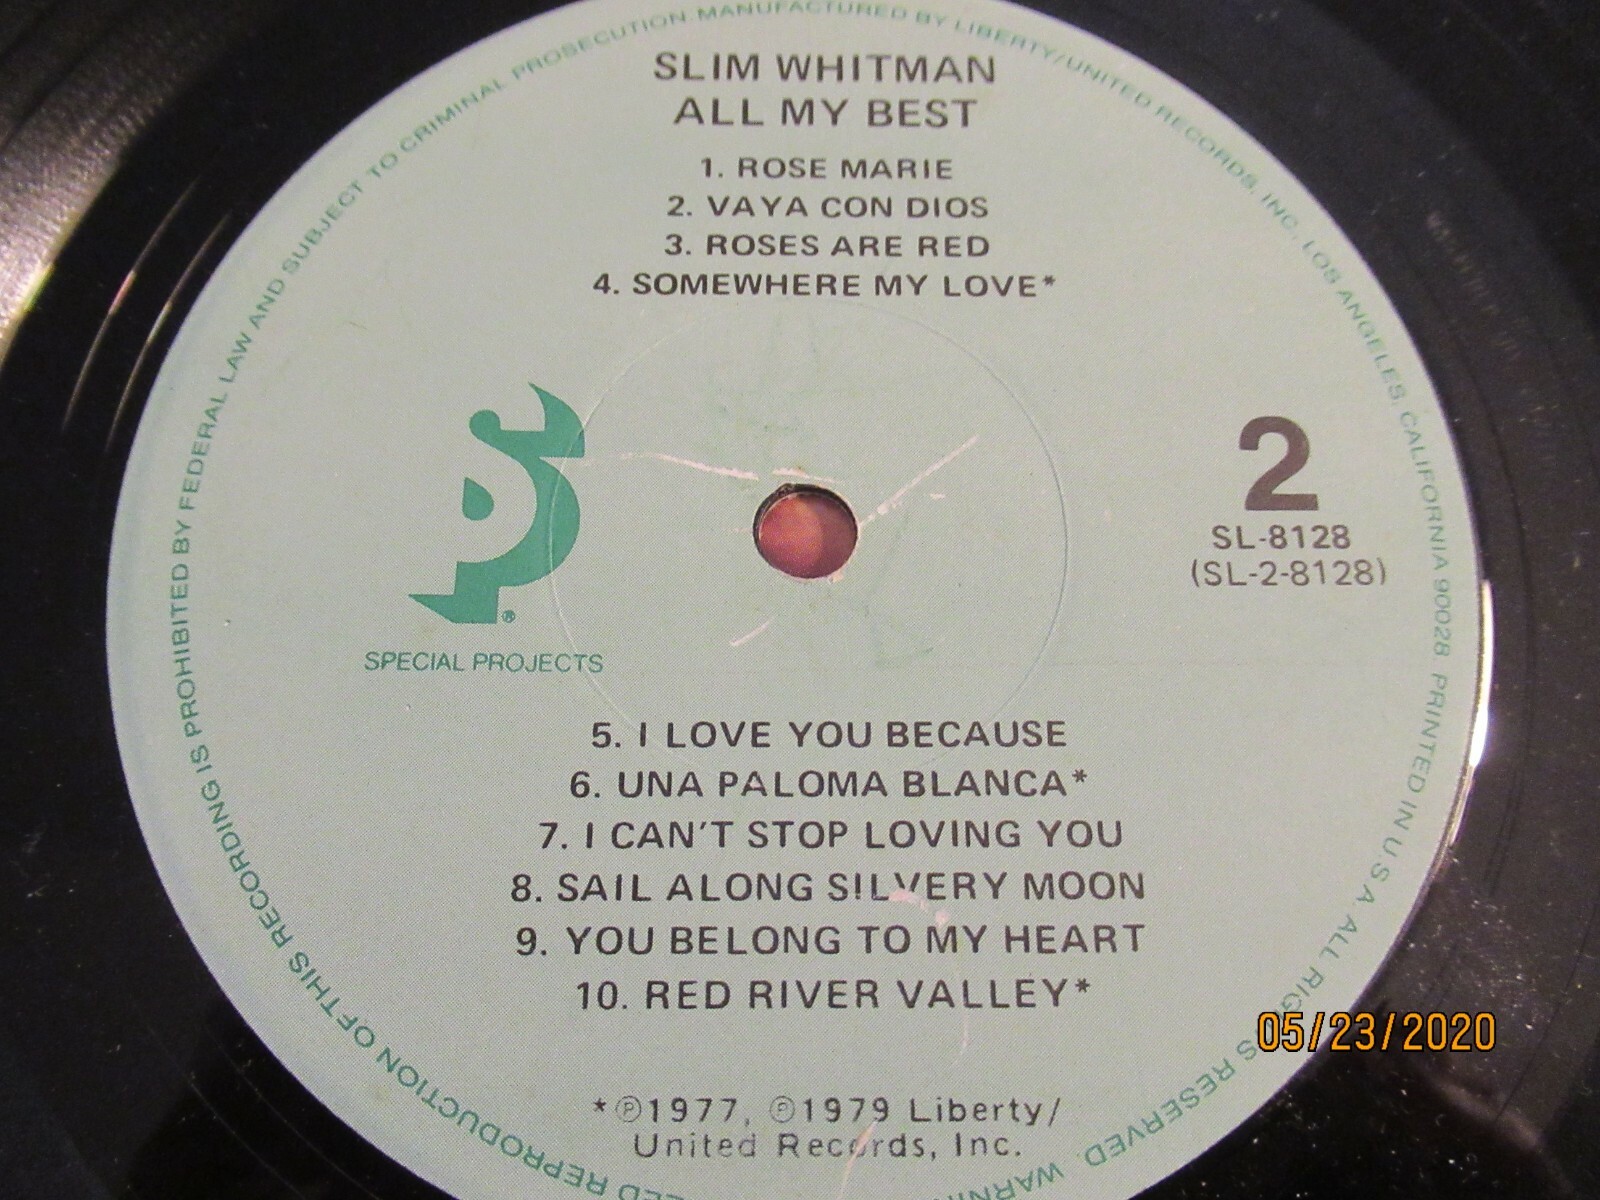 SLIM WHITMAN
ALL MY BEST
1. ROSE MARIE
2. VAYA CON DIOS
3. ROSES ARE RED
4. SOMEWHERE MY LOVE*
®
SPECIAL PROJECTS
2
SL-8128
(SL-2-8128)
5. I LOVE YOU BECAUSE
6. UNA PALOMA BLANCA*
7. I CAN'T STOP LOVING YOU
8. SAIL ALONG SILVERY MOON
9. YOU BELONG TO MY HEART
10. RED RIVER VALLEY*
*℗1977, ℗1979 Liberty/
United Records, Inc.
REPRODUCTION OF THIS RECORDING IS PROHIBITED BY FEDERAL LAW AND SUBJECT TO CRIMINAL PROSECUTION. MANUFACTURED BY LIBERTY/UNITED RECORDS, INC. LOS ANGELES, CALIFORNIA 90028. PRINTED IN U.S.A. ALL RIGHTS RESERVED.
05/23/2020